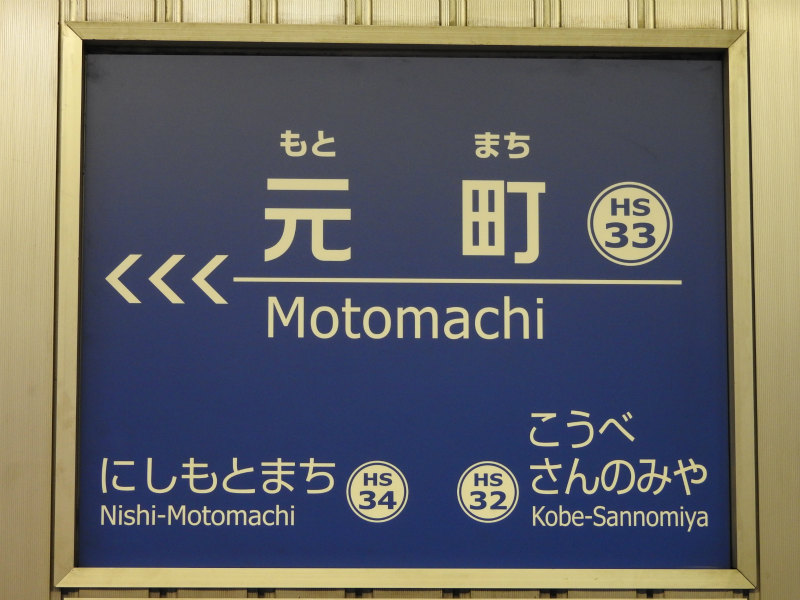 もと まち
元 町 HS 33
<<<
Motomachi
こうべ
にしもとまち HS 34 HS 32 さんのみや
Nishi-Motomachi Kobe-Sannomiya